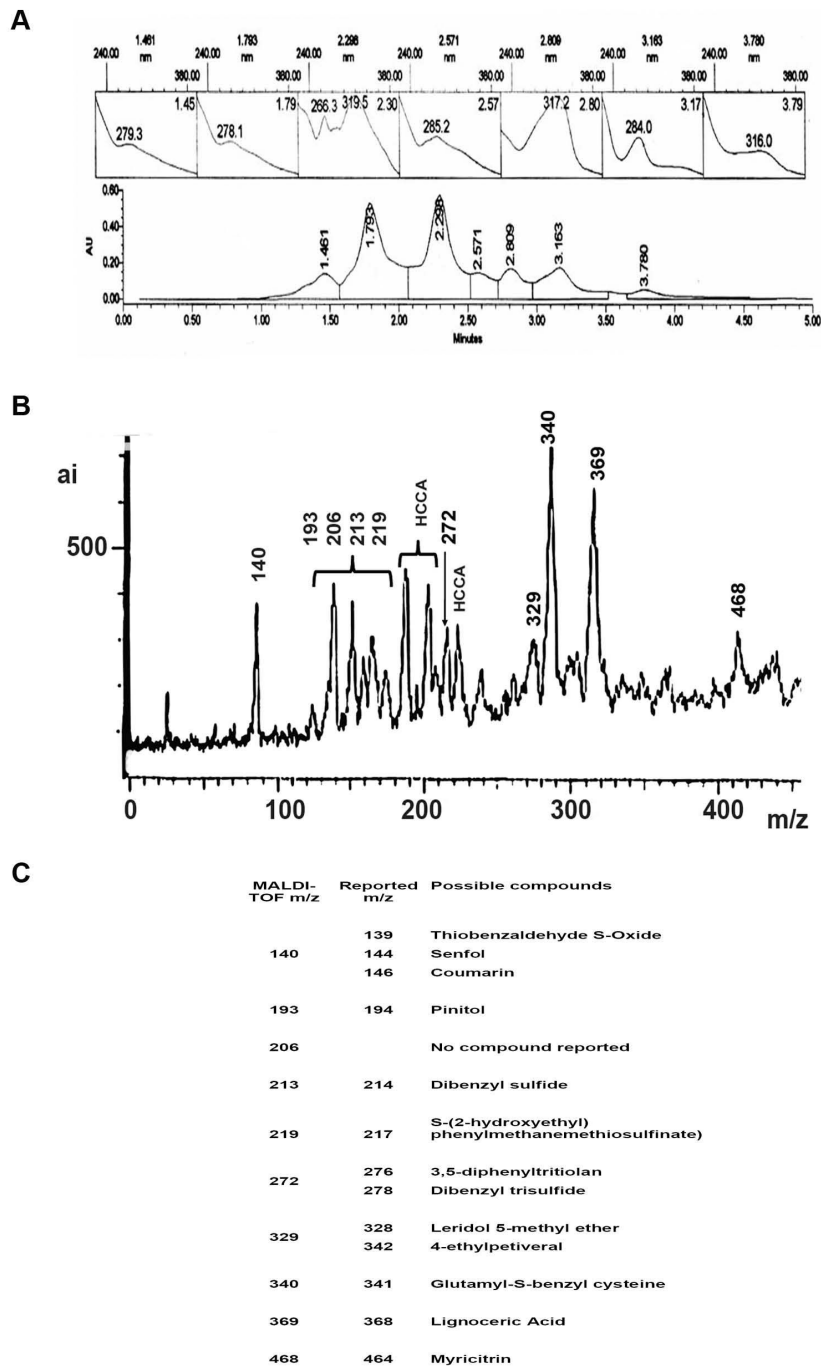 A
1.461 1.793 2.298 2.571 2.809 3.163 3.780
240.00 nm 240.00 nm 240.00 nm 240.00 nm 240.00 nm 240.00 nm 240.00 nm
380.00 380.00 380.00 380.00 380.00 380.00 380.00
1.45 1.79 2.30 2.57 2.80 3.17 3.79
279.3 278.1 266.3 319.5 285.2 317.2 284.0 316.0
0.60
0.40
0.20
0.00
AU
1.461 1.793 2.298 2.571 2.809 3.163 3.780
0.00 0.50 1.00 1.50 2.00 2.50 3.00 3.50 4.00 4.50 5.00
Minutes
B
ai
500
140 193 206 213 219 HCCA 272 HCCA 329 340 369 468
0 100 200 300 400 m/z
C
MALDI- Reported Possible compounds
TOF m/z m/z
139 Thiobenzaldehyde S-Oxide
140 144 Senfol
146 Coumarin
193 194 Pinitol
206 No compound reported
213 214 Dibenzyl sulfide
S-(2-hydroxyethyl)
219 217 phenylmethanemethiosulfinate)
272 276 3,5-diphenyltritiolan
278 Dibenzyl trisulfide
329 328 Leridol 5-methyl ether
342 4-ethylpetiveral
340 341 Glutamyl-S-benzyl cysteine
369 368 Lignoceric Acid
468 464 Myricitrin